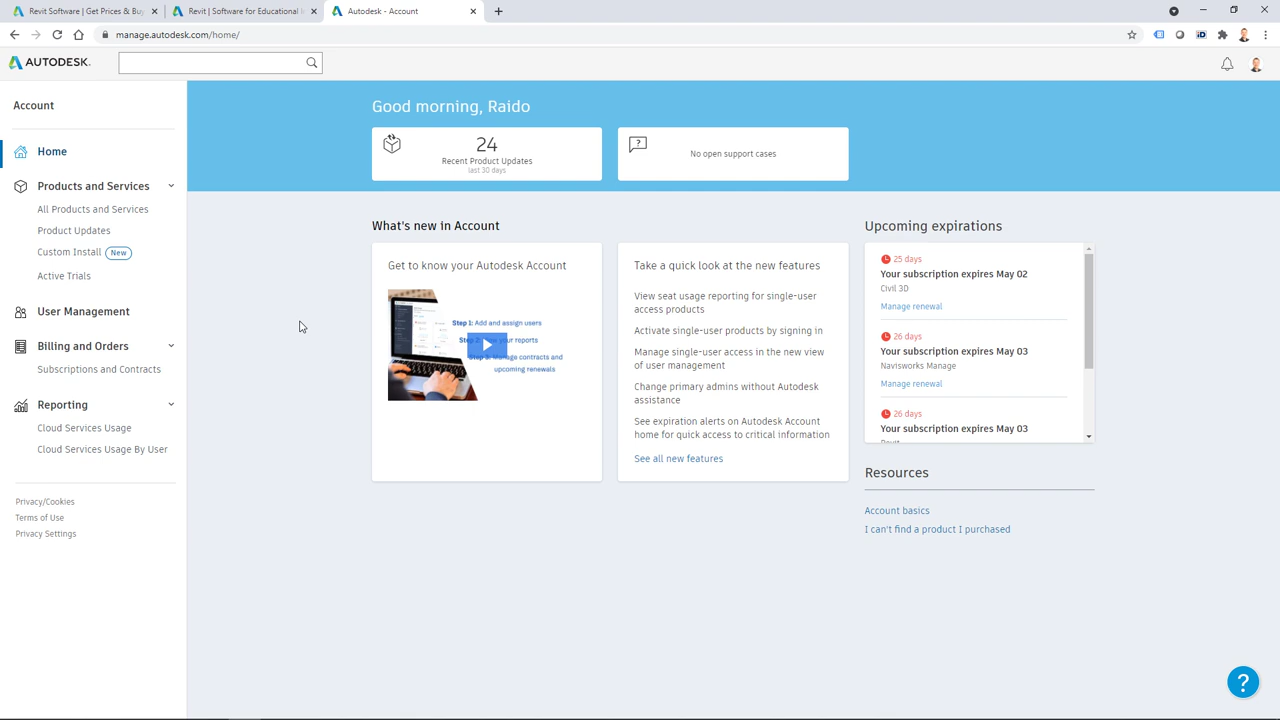 Revit Software | Get Prices & Buy
Revit | Software for Educational I
Autodesk - Account
manage.autodesk.com/home/
AUTODESK.
Account
Home
Products and Services
All Products and Services
Product Updates
Custom Install New
Active Trials
User Management
Billing and Orders
Subscriptions and Contracts
Reporting
Cloud Services Usage
Cloud Services Usage By User
Privacy/Cookies
Terms of Use
Privacy Settings
Good morning, Raido
24
Recent Product Updates
last 30 days
?
No open support cases
What's new in Account
Get to know your Autodesk Account
Step 1: Add and assign users
your reports
contracts and
upcoming renewals
Take a quick look at the new features
View seat usage reporting for single-user
access products
Activate single-user products by signing in
Manage single-user access in the new view
of user management
Change primary admins without Autodesk
assistance
See expiration alerts on Autodesk Account
home for quick access to critical information
See all new features
Upcoming expirations
25 days
Your subscription expires May 02
Civil 3D
Manage renewal
26 days
Your subscription expires May 03
Navisworks Manage
Manage renewal
26 days
Your subscription expires May 03
Revit
Resources
Account basics
I can't find a product I purchased
?